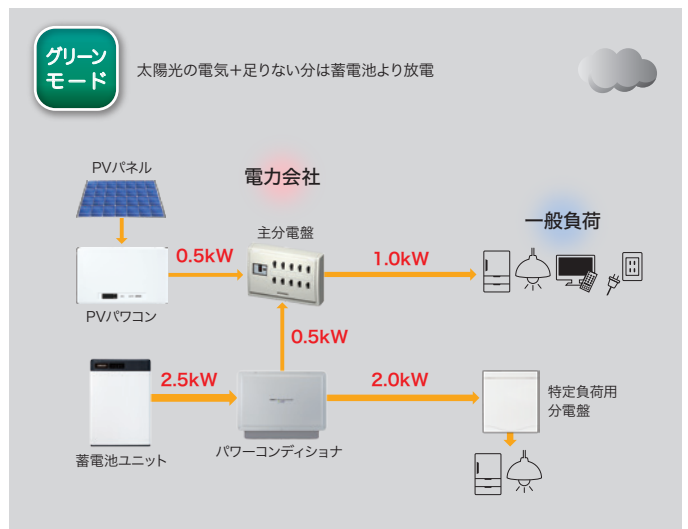 グリーン
モード
太陽光の電気＋足りない分は蓄電池より放電
PVパネル
電力会社
主分電盤
一般負荷
0.5kW
1.0kW
PVパワコン
0.5kW
2.5kW
2.0kW
特定負荷用
分電盤
蓄電池ユニット
パワーコンディショナ